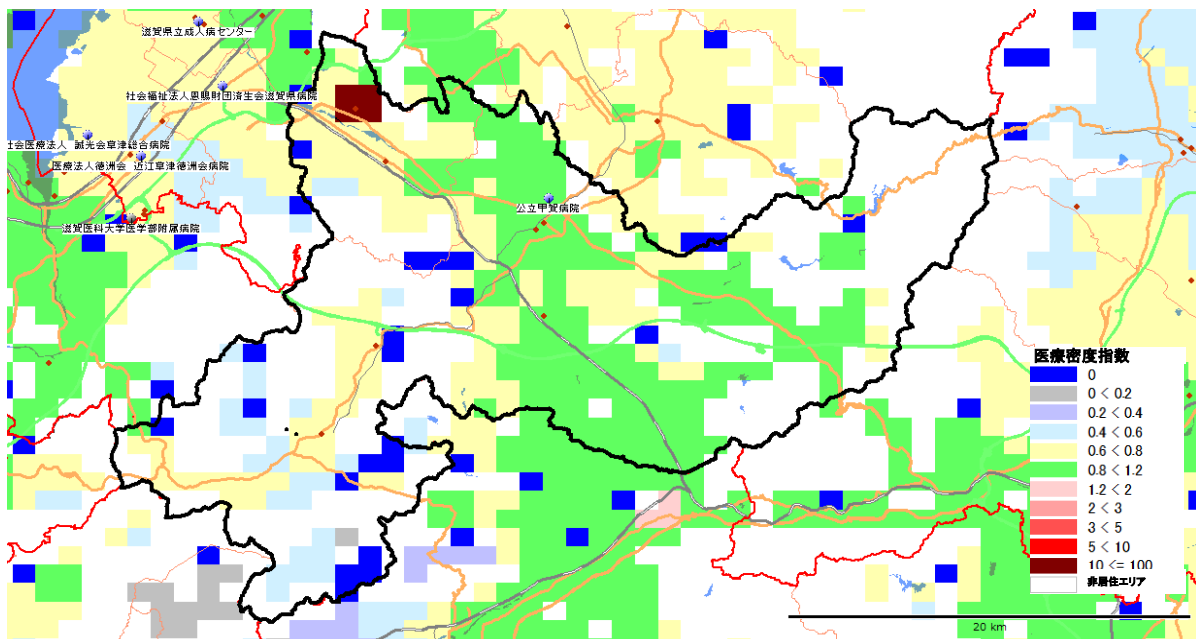 滋賀県立成人病センター
社会福祉法人恩賜財団済生会滋賀県病院
社会医療法人 誠光会草津総合病院
医療法人徳洲会 近江草津徳洲会病院
公立甲賀病院
滋賀医科大学医学部附属病院
医療密度指数
0
0 < 0.2
0.2 < 0.4
0.4 < 0.6
0.6 < 0.8
0.8 < 1.2
1.2 < 2
2 < 3
3 < 5
5 < 10
10 <= 100
非居住エリア
20 km